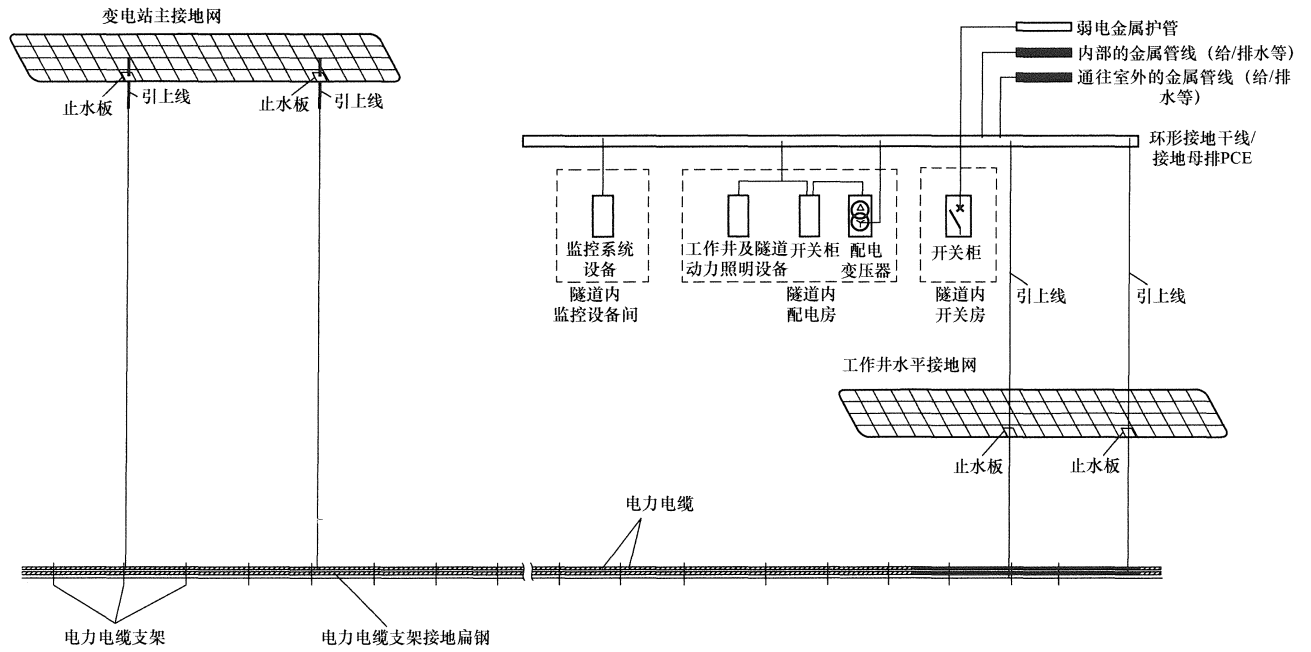 变电站主接地网
弱电金属护管
内部的金属管线（给/排水等）
通往室外的金属管线（给/排
水等）
止水板
引上线
止水板
引上线
环形接地干线/
接地母排PCE
监控系统
设备
工作井及隧道
动力照明设备
开关柜
配电
变压器
开关柜
隧道内
监控设备间
隧道内
配电房
隧道内
开关房
引上线
引上线
工作井水平接地网
止水板
止水板
电力电缆
电力电缆支架
电力电缆支架接地扁钢